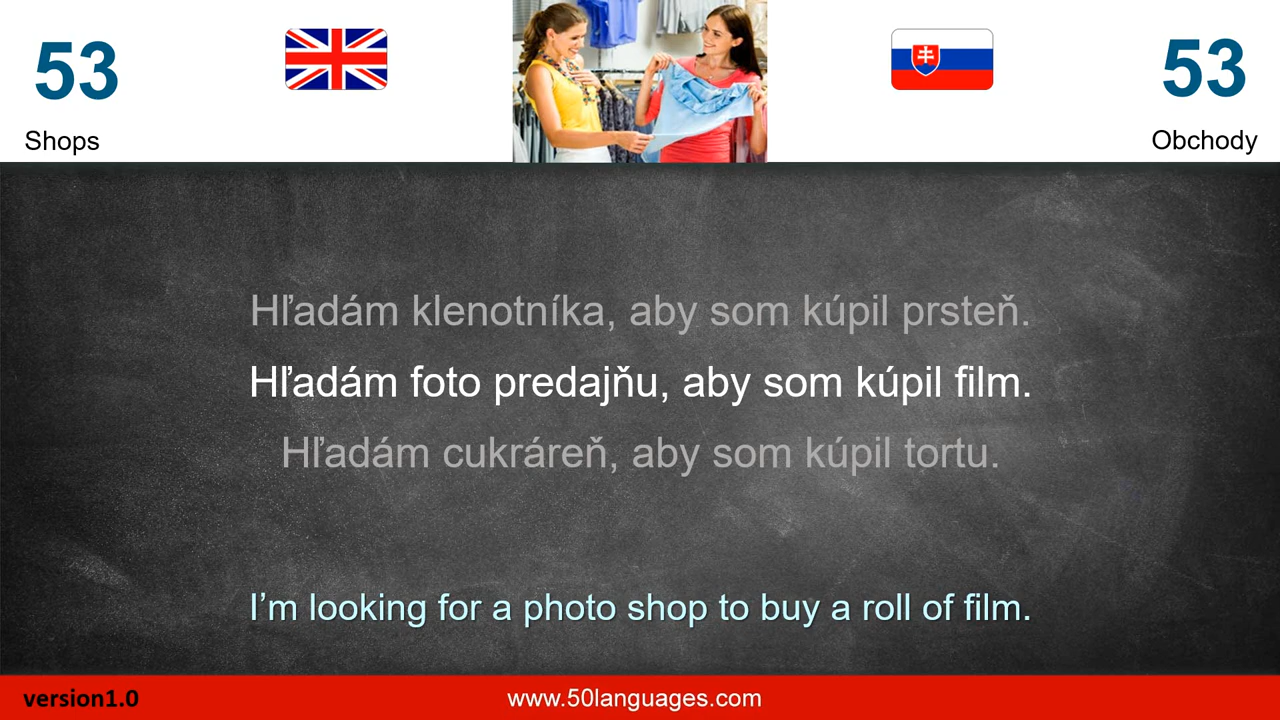 53
53
Shops
Obchody
Hľadám klenotníka, aby som kúpil prsteň.
Hľadám foto predajňu, aby som kúpil film.
Hľadám cukráreň, aby som kúpil tortu.
I’m looking for a photo shop to buy a roll of film.
version1.0
www.50languages.com